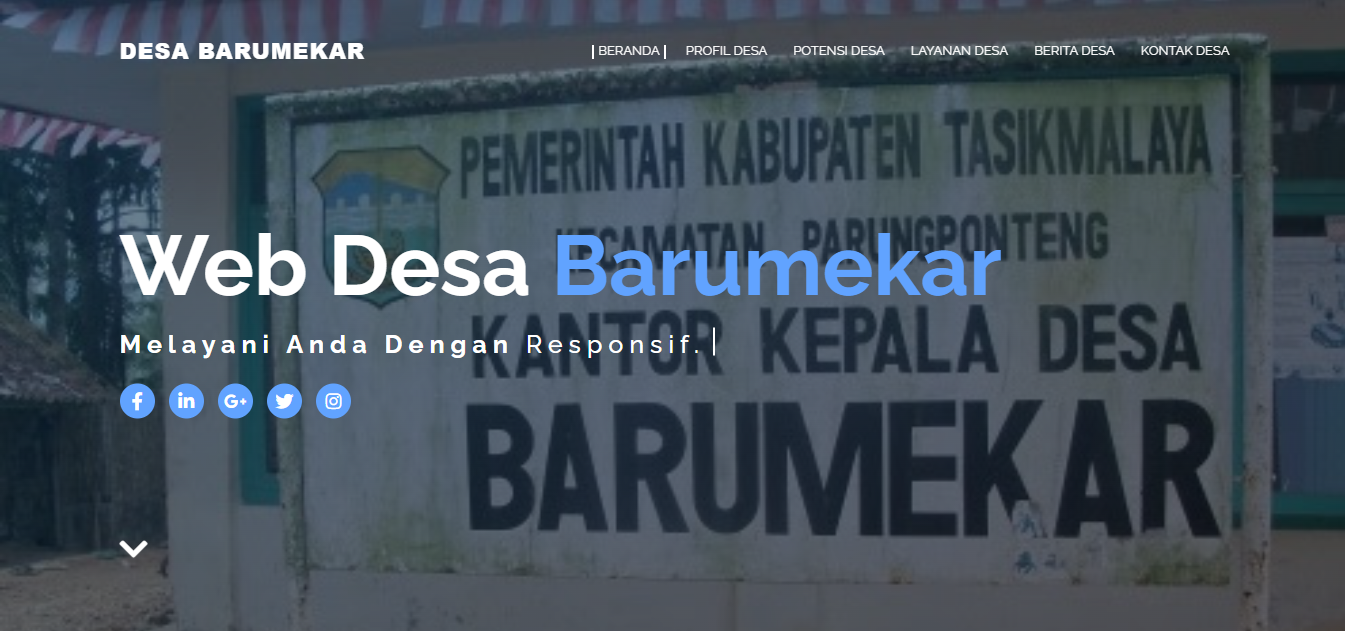 DESA BARUMEKAR
| BERANDA | PROFIL DESA POTENSI DESA LAYANAN DESA BERITA DESA KONTAK DESA
PEMERINTAH KABUPATEN TASIKMALAYA
KECAMATAN PARUNGPONTENG
Web Desa Barumekar
KANTOR KEPALA DESA
Melayani Anda Dengan Responsif.
BARUMEKAR